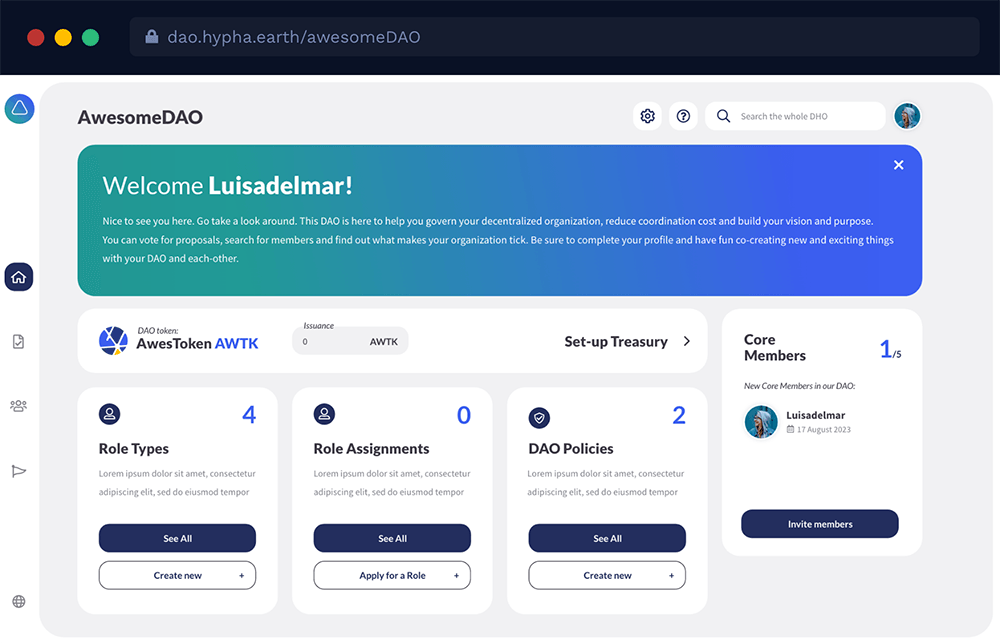 dao.hypha.earth/awesomeDAO
AwesomeDAO
Search the whole DHO
Welcome Luisadelmar!
Nice to see you here. Go take a look around. This DAO is here to help you govern your decentralized organization, reduce coordination cost and build your vision and purpose.
You can vote for proposals, search for members and find out what makes your organization tick. Be sure to complete your profile and have fun co-creating new and exciting things
with your DAO and each-other.
DAO token:
AwesToken AWTK
Issuance
0 AWTK
Set-up Treasury
Core
Members
1/5
New Core Members in our DAO:
Luisadelmar
17 August 2023
Invite members
4
Role Types
Lorem ipsum dolor sit amet, consectetur
adipiscing elit, sed do eiusmod tempor
See All
Create new +
0
Role Assignments
Lorem ipsum dolor sit amet, consectetur
adipiscing elit, sed do eiusmod tempor
See All
Apply for a Role +
2
DAO Policies
Lorem ipsum dolor sit amet, consectetur
adipiscing elit, sed do eiusmod tempor
See All
Create new +